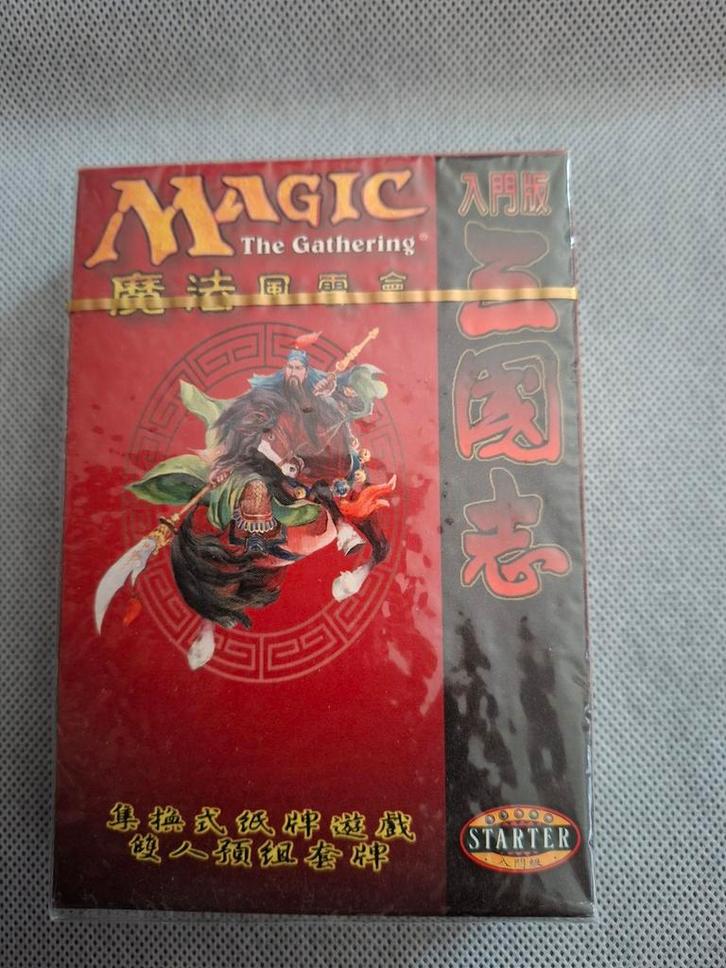 MAGIC
The Gathering®
魔法風雲會
入門版
三國志
集換式紙牌遊戲
雙人預組套牌
STARTER
入門級